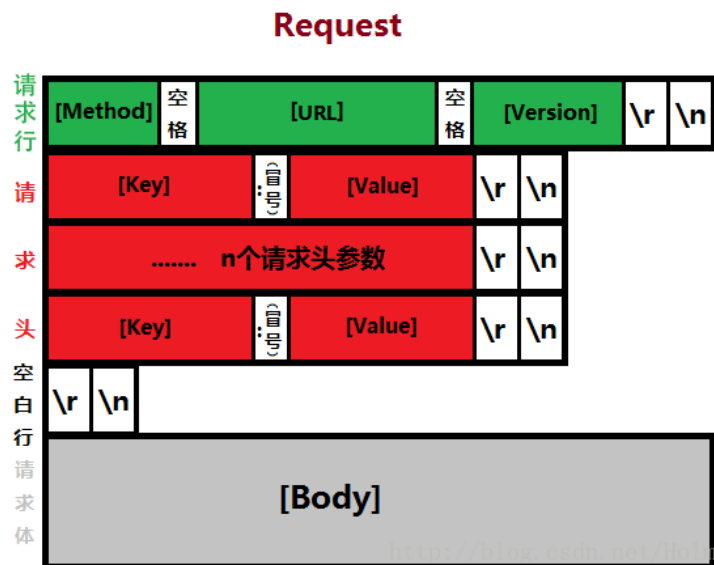 Request
请求行 [Method] 空格 [URL] 空格 [Version] \r \n
请 [Key] :(冒号) [Value] \r \n
求 ....... n个请求头参数 \r \n
头 [Key] :(冒号) [Value] \r \n
空白行 \r \n
请求体 [Body]
http://blog.csdn.net/